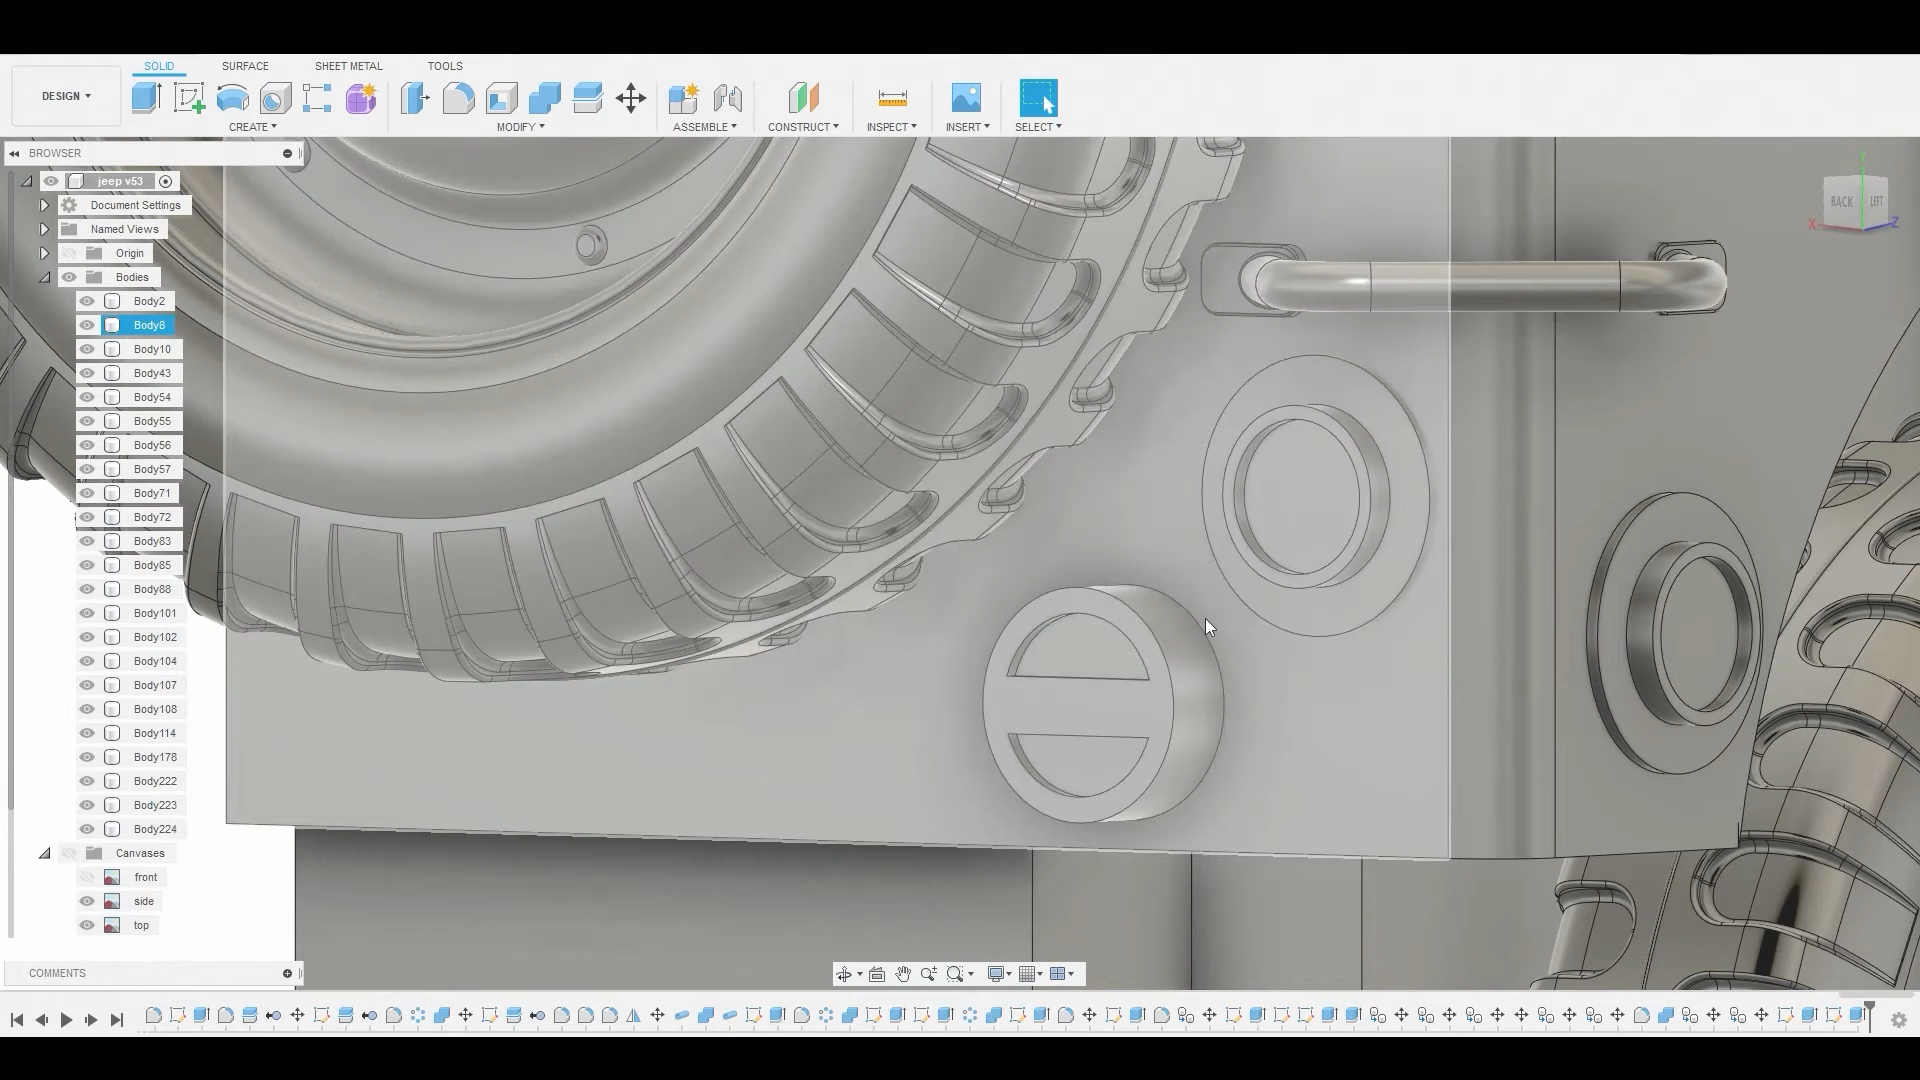 SOLID SURFACE SHEET METAL TOOLS
DESIGN
CREATE MODIFY ASSEMBLE CONSTRUCT INSPECT INSERT SELECT
BROWSER
jeep v53
Document Settings
Named Views
Origin
Bodies
Body2
Body8
Body10
Body43
Body54
Body55
Body56
Body57
Body71
Body72
Body83
Body85
Body88
Body101
Body102
Body104
Body107
Body108
Body114
Body178
Body222
Body223
Body224
Canvases
front
side
top
COMMENTS
Y
BACK LEFT
X Z